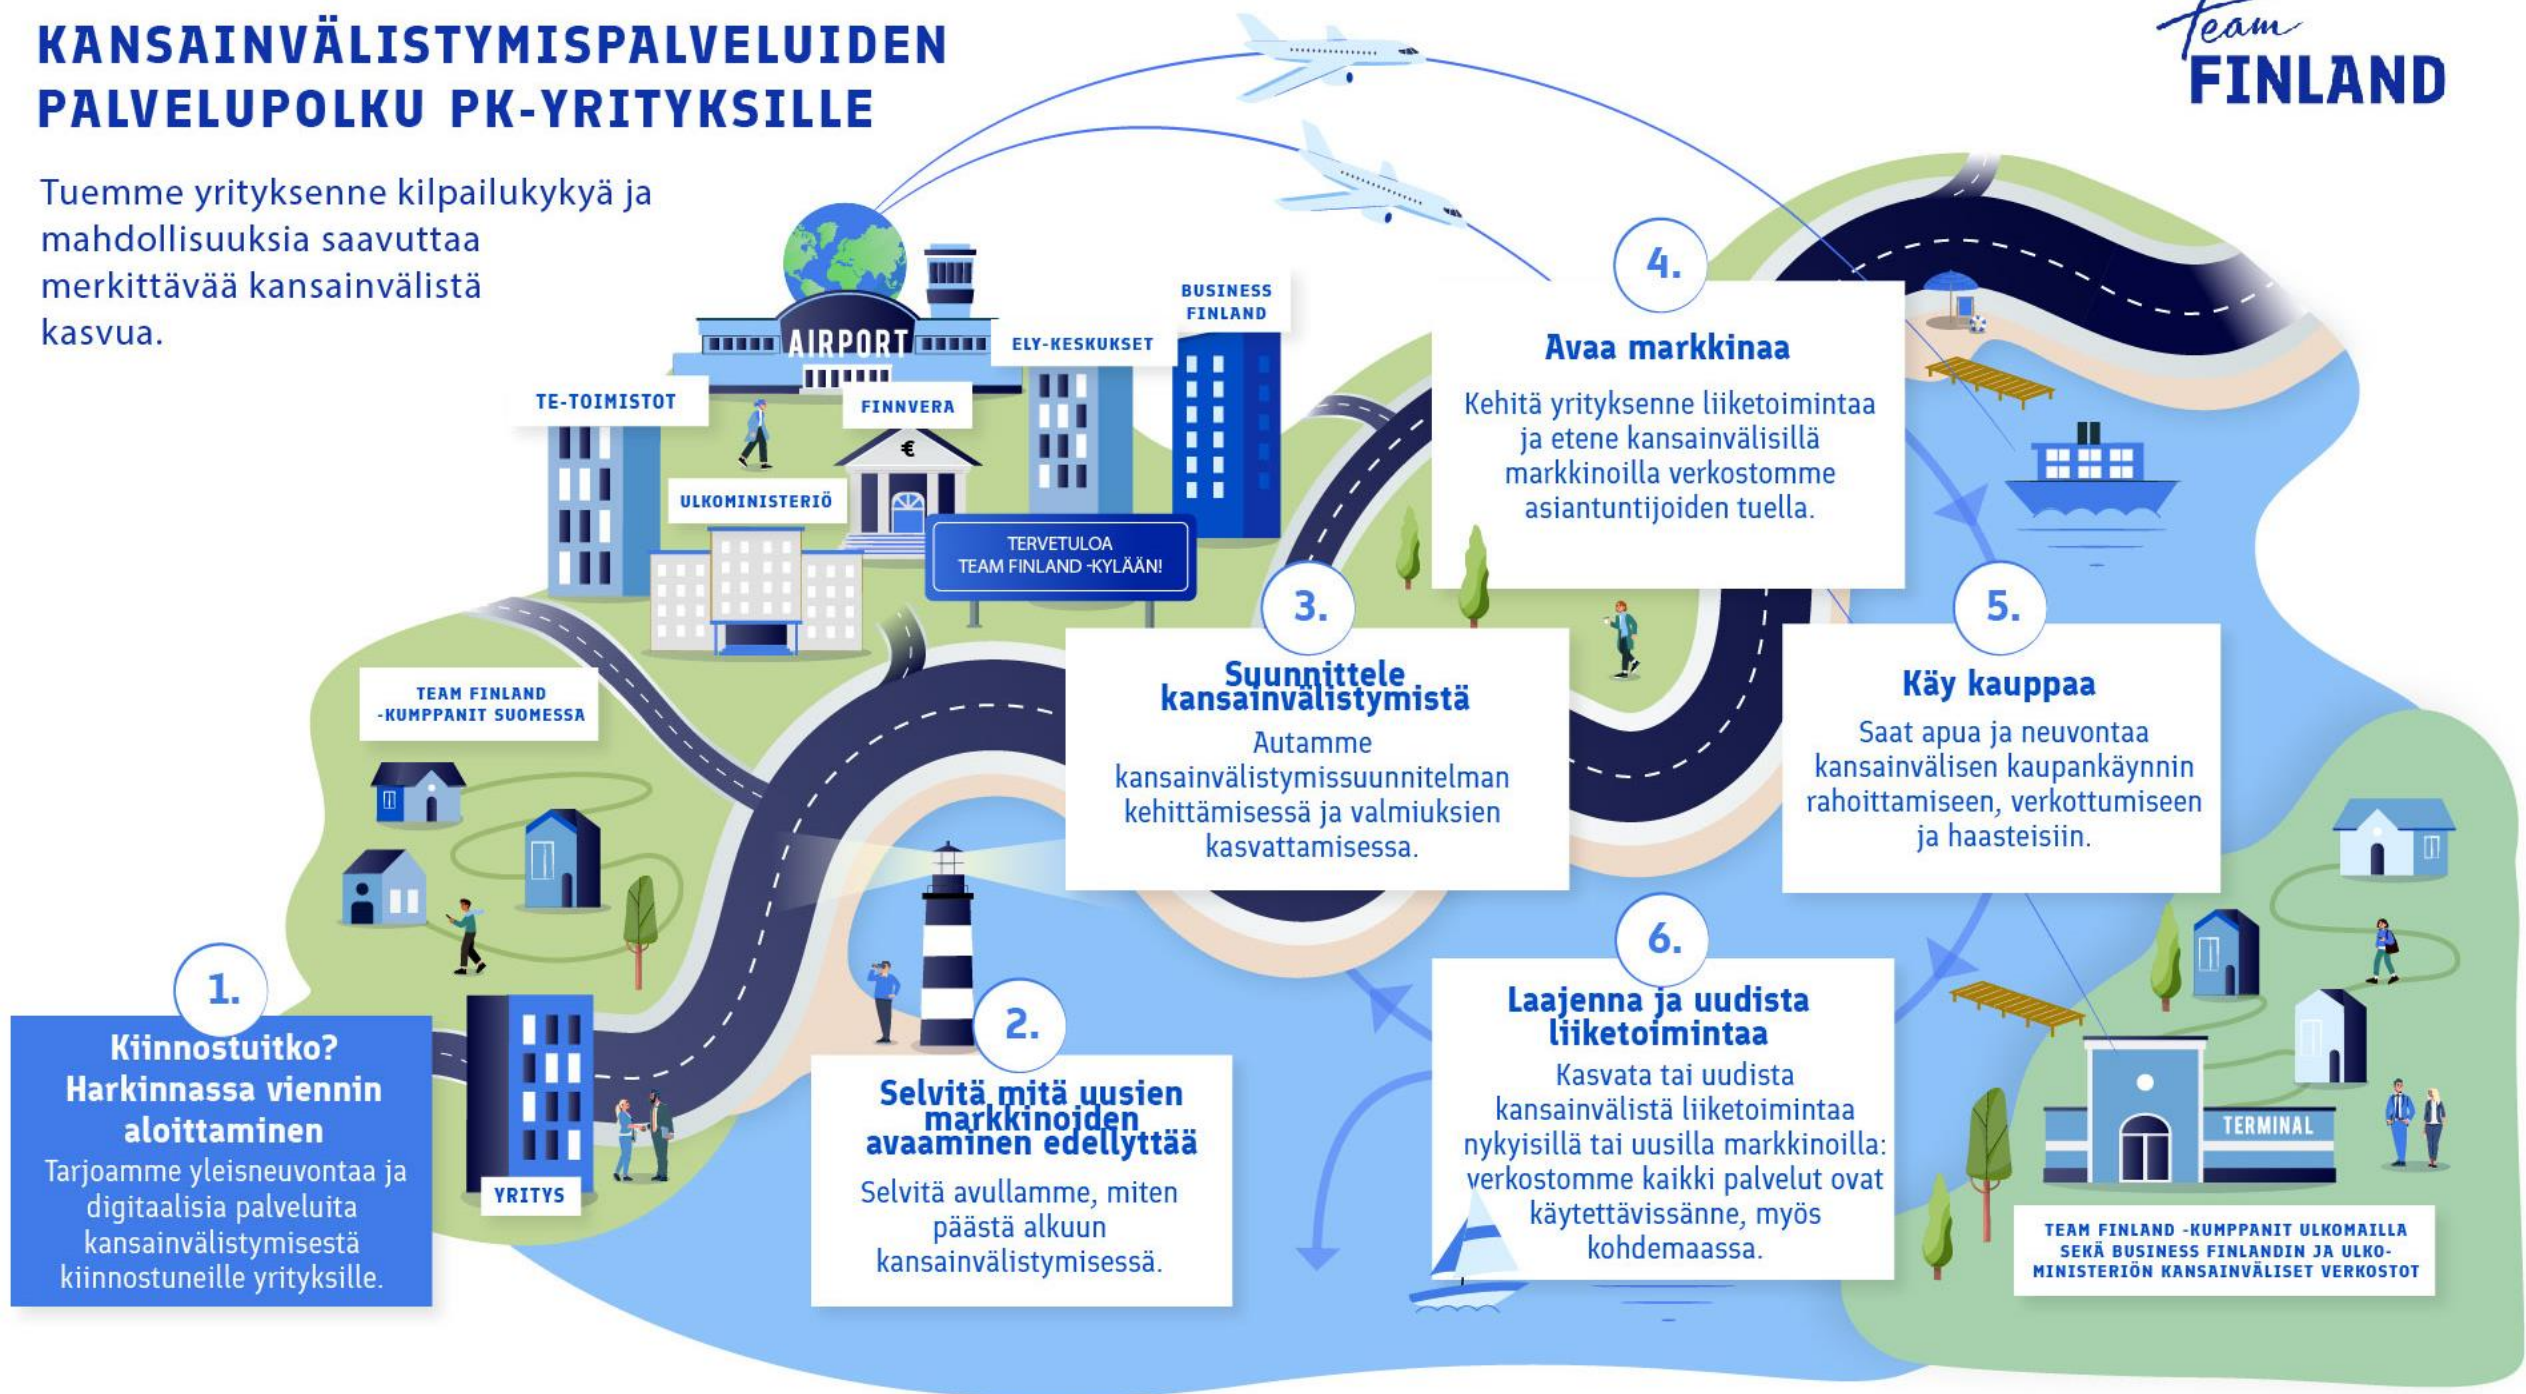 KANSAINVÄLISTYMISPALVELUIDEN
PALVELUPOLKU PK-YRITYKSILLE
Team
FINLAND
Tuemme yrityksenne kilpailukykyä ja
mahdollisuuksia saavuttaa
merkittävää kansainvälistä
kasvua.
AIRPORT
BUSINESS
FINLAND
ELY-KESKUKSET
TE-TOIMISTOT
FINNVERA
€
ULKOMINISTERIÖ
TERVETULOA
TEAM FINLAND -KYLÄÄN!
TEAM FINLAND
-KUMPPANIT SUOMESSA
1.
Kiinnostuitko?
Harkinnassa viennin
aloittaminen
Tarjoamme yleisneuvontaa ja
digitaalisia palveluita
kansainvälistymisestä
kiinnostuneille yrityksille.
YRITYS
2.
Selvitä mitä uusien
markkinoiden
avaaminen edellyttää
Selvitä avullamme, miten
päästä alkuun
kansainvälistymisessä.
3.
Suunnittele
kansainvälistymistä
Autamme
kansainvälistymissuunnitelman
kehittämisessä ja valmiuksien
kasvattamisessa.
4.
Avaa markkinaa
Kehitä yrityksenne liiketoimintaa
ja etene kansainvälisillä
markkinoilla verkostomme
asiantuntijoiden tuella.
5.
Käy kauppaa
Saat apua ja neuvontaa
kansainvälisen kaupankäynnin
rahoittamiseen, verkottumiseen
ja haasteisiin.
6.
Laajenna ja uudista
liiketoimintaa
Kasvata tai uudista
kansainvälistä liiketoimintaa
nykyisillä tai uusilla markkinoilla:
verkostomme kaikki palvelut ovat
käytettävissänne, myös
kohdemaassa.
TERMINAL
TEAM FINLAND -KUMPPANIT ULKOMAILLA
SEKÄ BUSINESS FINLANDIN JA ULKO-
MINISTERIÖN KANSAINVÄLISET VERKOSTOT